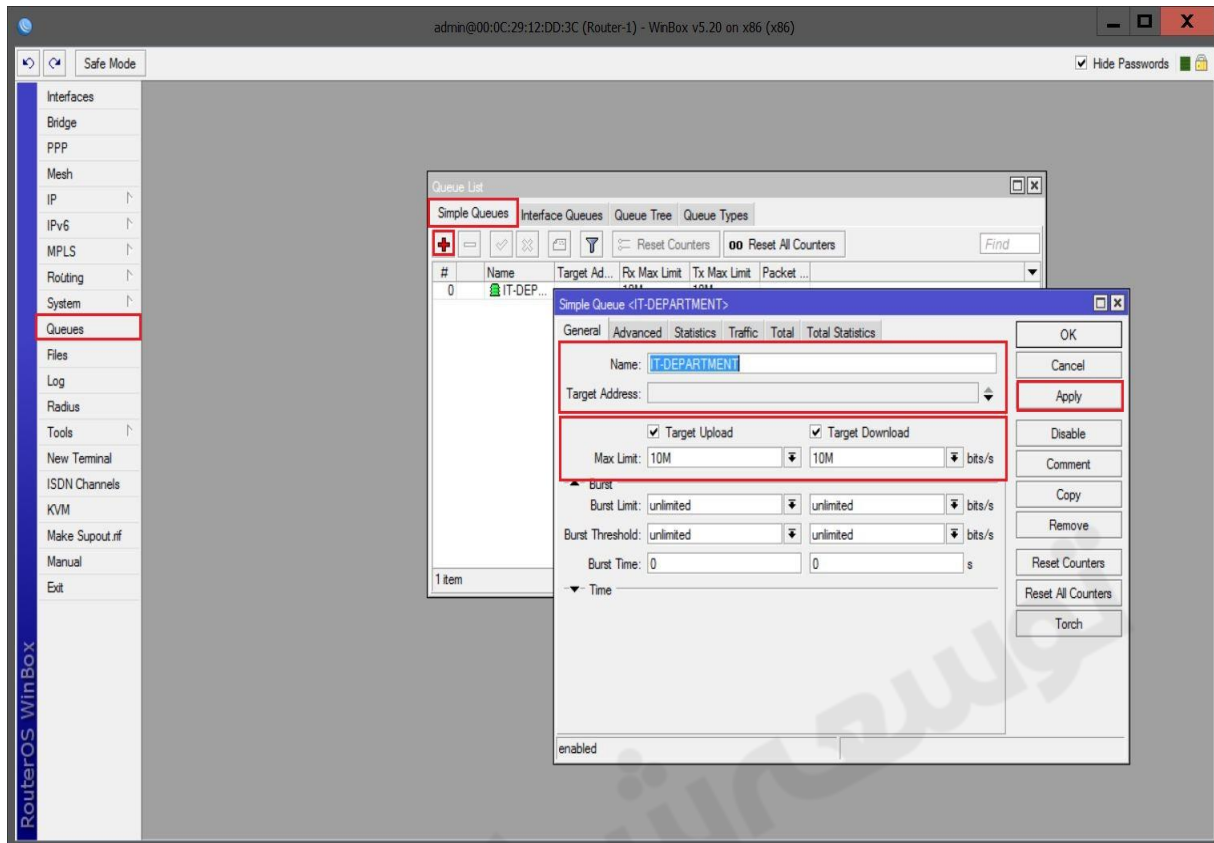 admin@00:0C:29:12:DD:3C (Router-1) - WinBox v5.20 on x86 (x86)
Safe Mode
Hide Passwords
Interfaces
Bridge
PPP
Mesh
IP
IPv6
MPLS
Routing
System
Queues
Files
Log
Radius
Tools
New Terminal
ISDN Channels
KVM
Make Supout.rif
Manual
Exit
RouterOS WinBox
Queue List
Simple Queues Interface Queues Queue Tree Queue Types
Reset Counters 00 Reset All Counters Find
# Name Target Ad... Rx Max Limit Tx Max Limit Packet ...
0 IT-DEP... 10M 10M
1 item
Simple Queue <IT-DEPARTMENT>
General Advanced Statistics Traffic Total Total Statistics
Name: IT-DEPARTMENT
Target Address:
Target Upload Target Download
Max Limit: 10M 10M bits/s
Burst
Burst Limit: unlimited unlimited bits/s
Burst Threshold: unlimited unlimited bits/s
Burst Time: 0 0 s
Time
enabled
OK
Cancel
Apply
Disable
Comment
Copy
Remove
Reset Counters
Reset All Counters
Torch